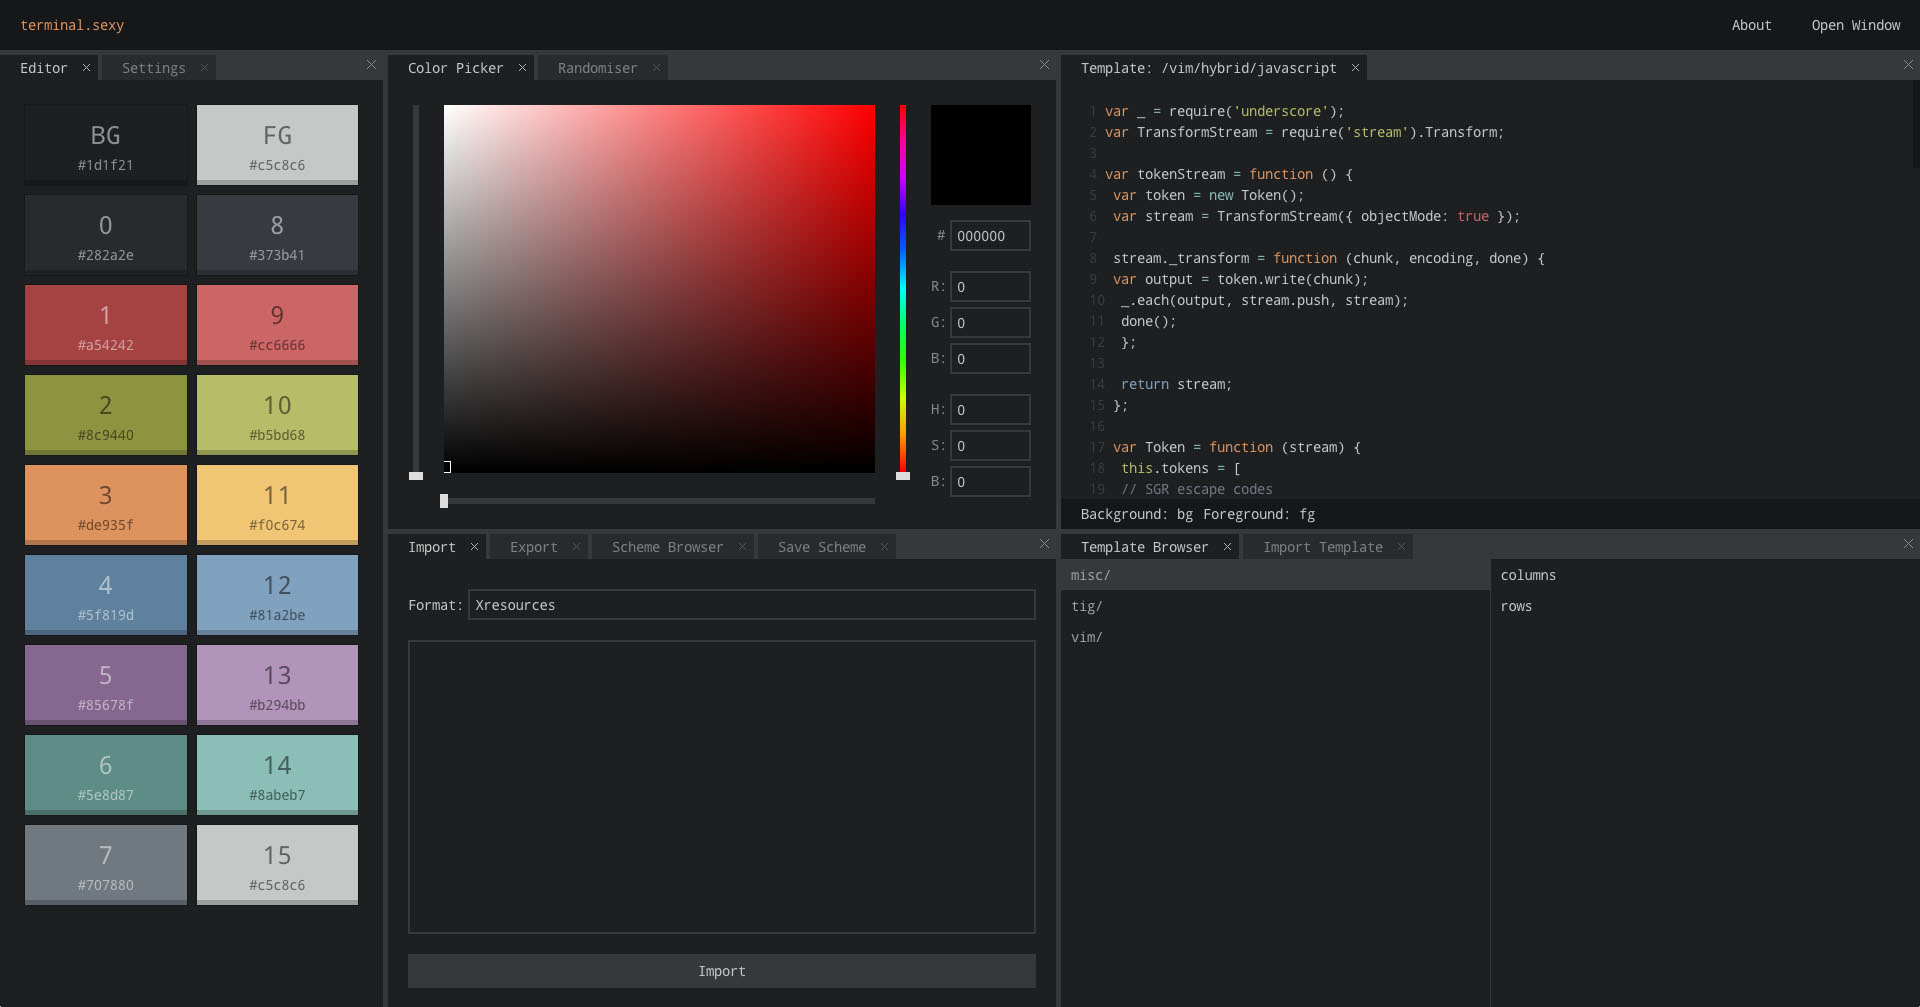 terminal.sexy
About
Open Window
Editor
Settings
Color Picker
Randomiser
Template: /vim/hybrid/javascript
BG
#1d1f21
FG
#c5c8c6
0
#282a2e
8
#373b41
1
#a54242
9
#cc6666
2
#8c9440
10
#b5bd68
3
#de935f
11
#f0c674
4
#5f819d
12
#81a2be
5
#85678f
13
#b294bb
6
#5e8d87
14
#8abeb7
7
#707880
15
#c5c8c6
# 000000
R: 0
G: 0
B: 0
H: 0
S: 0
B: 0
1 var _ = require('underscore');
2 var TransformStream = require('stream').Transform;
3
4 var tokenStream = function () {
5 var token = new Token();
6 var stream = TransformStream({ objectMode: true });
7
8 stream._transform = function (chunk, encoding, done) {
9 var output = token.write(chunk);
10 _.each(output, stream.push, stream);
11 done();
12 };
13
14 return stream;
15 };
16
17 var Token = function (stream) {
18 this.tokens = [
19 // SGR escape codes
Background: bg Foreground: fg
Import
Export
Scheme Browser
Save Scheme
Format: Xresources
Import
Template Browser
Import Template
misc/
tig/
vim/
columns
rows